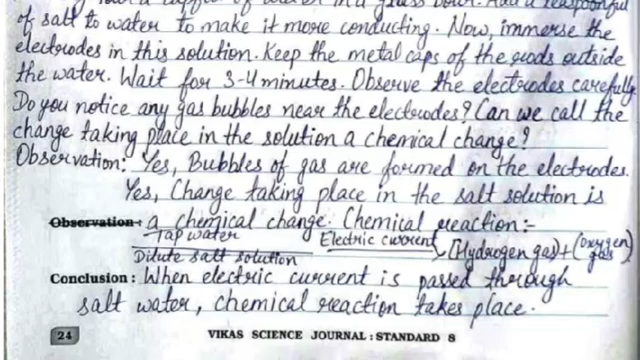 of salt to water to make it more conducting. Now, immerse the
electrodes in this solution. Keep the metal caps of the rods outside
the water. Wait for 3-4 minutes. Observe the electrodes carefully.
Do you notice any gas bubbles near the electrodes? Can we call the
change taking place in the solution a chemical change?
Observation: Yes, Bubbles of gas are formed on the electrodes.
Yes, Change taking place in the salt solution is
Observation: a chemical change. Chemical reaction:-
Tap water Electric current (Hydrogen gas) + (oxygen gas)
Dilute salt solution
Conclusion: When electric current is passed through
salt water, chemical reaction takes place.
24 VIKAS SCIENCE JOURNAL : STANDARD 8